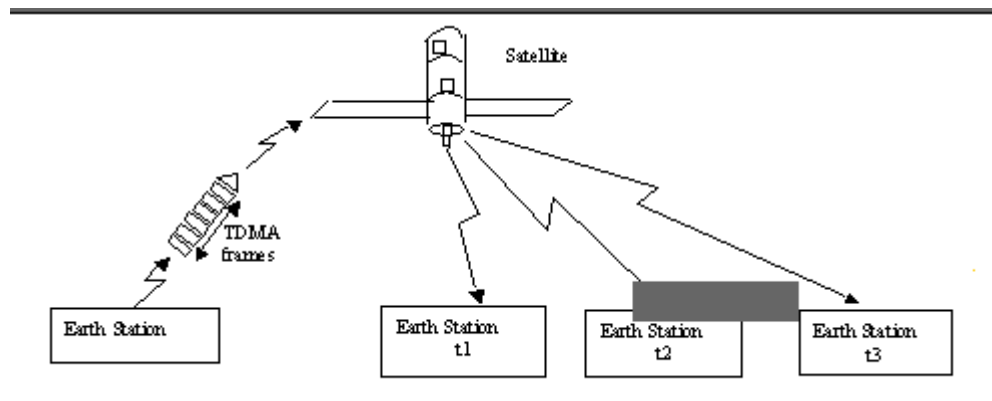 Satellite
TDMA
frames
Earth Station
Earth Station
t1
Earth Station
t2
Earth Station
t3